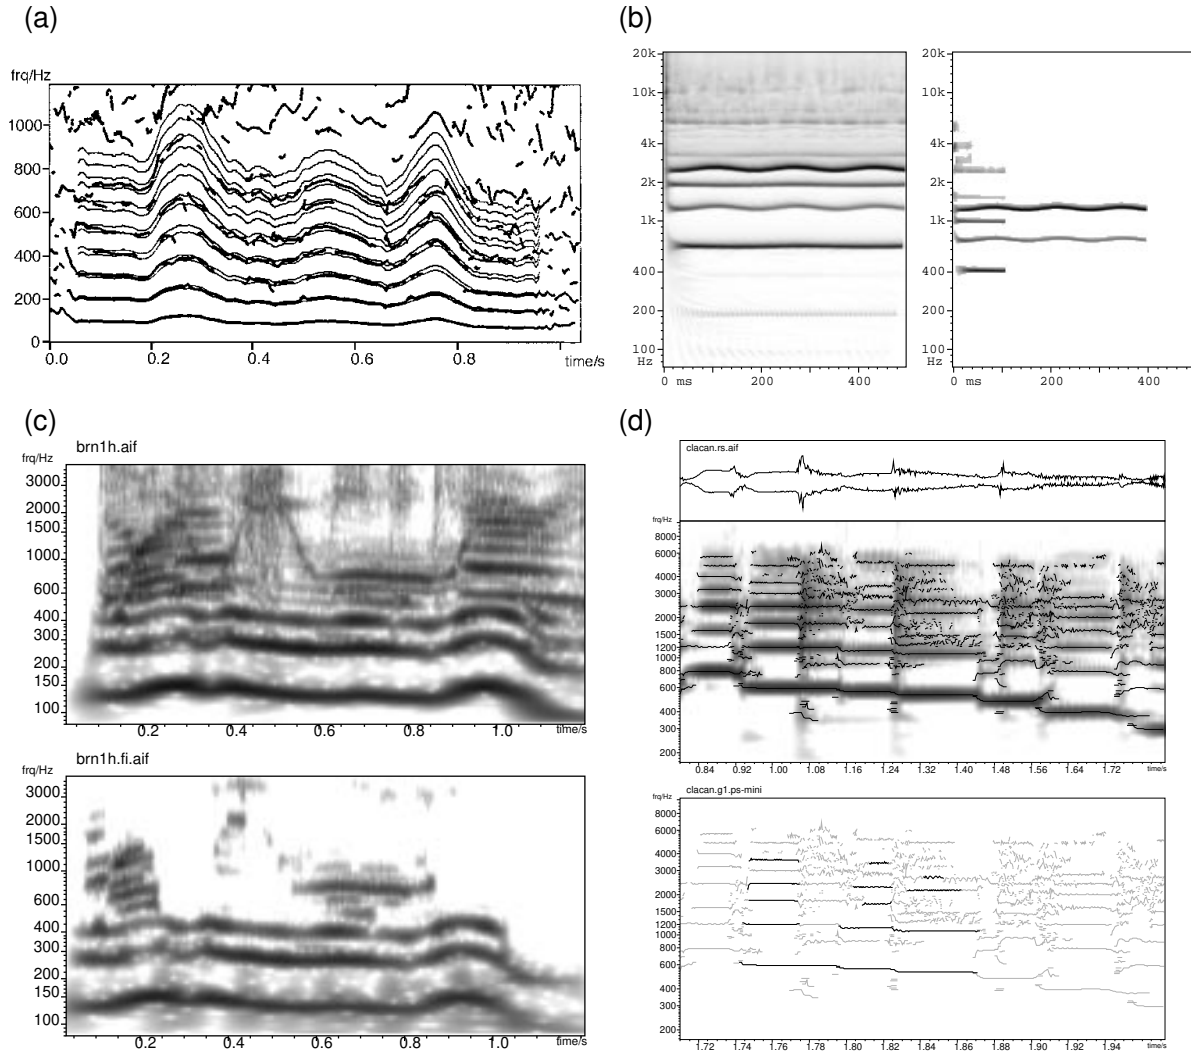 (a)
frq/Hz
1000
800
600
400
200
0
0.0 0.2 0.4 0.6 0.8 time/s
(b)
20k 20k
10k 10k
4k 4k
2k 2k
1k 1k
400 400
200 200
100 100
Hz Hz
0 ms 200 400 0 ms 200 400
(c)
brn1h.aif
frq/Hz
3000
2000
1500
1000
600
400
300
200
150
100
0.2 0.4 0.6 0.8 1.0 time/s
brn1h.fi.aif
frq/Hz
3000
2000
1500
1000
600
400
300
200
150
100
0.2 0.4 0.6 0.8 1.0 time/s
(d)
clacan.rs.aif
frq/Hz
8000
6000
4000
3000
2000
1500
1200
1000
800
600
400
300
200
0.84 0.92 1.00 1.08 1.16 1.24 1.32 1.40 1.48 1.56 1.64 1.72 time/s
clacan.g1.ps-mini
frq/Hz
8000
6000
4000
3000
2000
1500
1200
1000
800
600
400
300
200
1.72 1.74 1.76 1.78 1.80 1.82 1.84 1.86 1.88 1.90 1.92 1.94 time/s